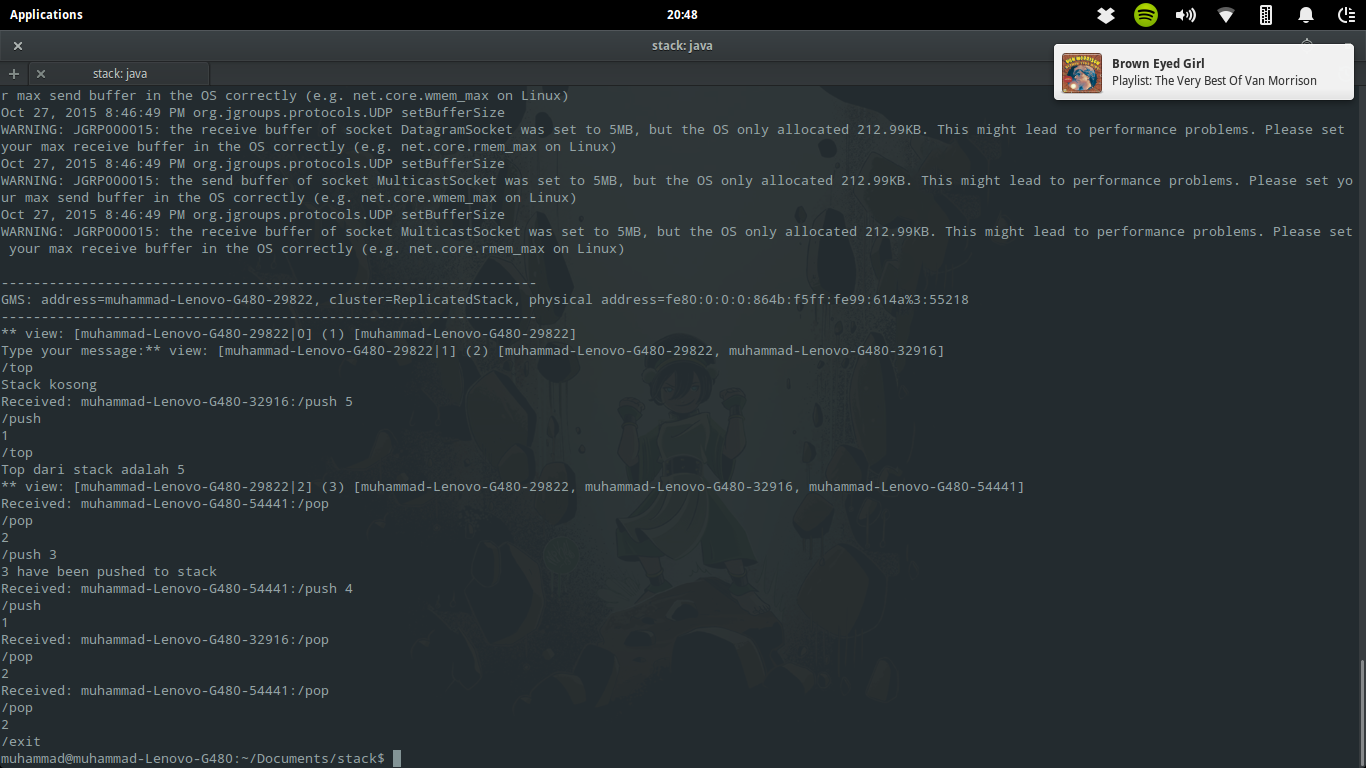 Applications
20:48
stack: java
stack: java
Brown Eyed Girl
Playlist: The Very Best Of Van Morrison
r max send buffer in the OS correctly (e.g. net.core.wmem_max on Linux)
Oct 27, 2015 8:46:49 PM org.jgroups.protocols.UDP setBufferSize
WARNING: JGRP000015: the receive buffer of socket DatagramSocket was set to 5MB, but the OS only allocated 212.99KB. This might lead to performance problems. Please set
your max receive buffer in the OS correctly (e.g. net.core.rmem_max on Linux)
Oct 27, 2015 8:46:49 PM org.jgroups.protocols.UDP setBufferSize
WARNING: JGRP000015: the send buffer of socket MulticastSocket was set to 5MB, but the OS only allocated 212.99KB. This might lead to performance problems. Please set yo
ur max send buffer in the OS correctly (e.g. net.core.wmem_max on Linux)
Oct 27, 2015 8:46:49 PM org.jgroups.protocols.UDP setBufferSize
WARNING: JGRP000015: the receive buffer of socket MulticastSocket was set to 5MB, but the OS only allocated 212.99KB. This might lead to performance problems. Please set
 your max receive buffer in the OS correctly (e.g. net.core.rmem_max on Linux)
-------------------------------------------------------------------
GMS: address=muhammad-Lenovo-G480-29822, cluster=ReplicatedStack, physical address=fe80:0:0:0:864b:f5ff:fe99:614a%3:55218
-------------------------------------------------------------------
** view: [muhammad-Lenovo-G480-29822|0] (1) [muhammad-Lenovo-G480-29822]
Type your message:** view: [muhammad-Lenovo-G480-29822|1] (2) [muhammad-Lenovo-G480-29822, muhammad-Lenovo-G480-32916]
/top
Stack kosong
Received: muhammad-Lenovo-G480-32916:/push 5
/push
1
/top
Top dari stack adalah 5
** view: [muhammad-Lenovo-G480-29822|2] (3) [muhammad-Lenovo-G480-29822, muhammad-Lenovo-G480-32916, muhammad-Lenovo-G480-54441]
Received: muhammad-Lenovo-G480-54441:/pop
/pop
2
/push 3
3 have been pushed to stack
Received: muhammad-Lenovo-G480-54441:/push 4
/push
1
Received: muhammad-Lenovo-G480-32916:/pop
/pop
2
Received: muhammad-Lenovo-G480-54441:/pop
/pop
2
/exit
muhammad@muhammad-Lenovo-G480:~/Documents/stack$